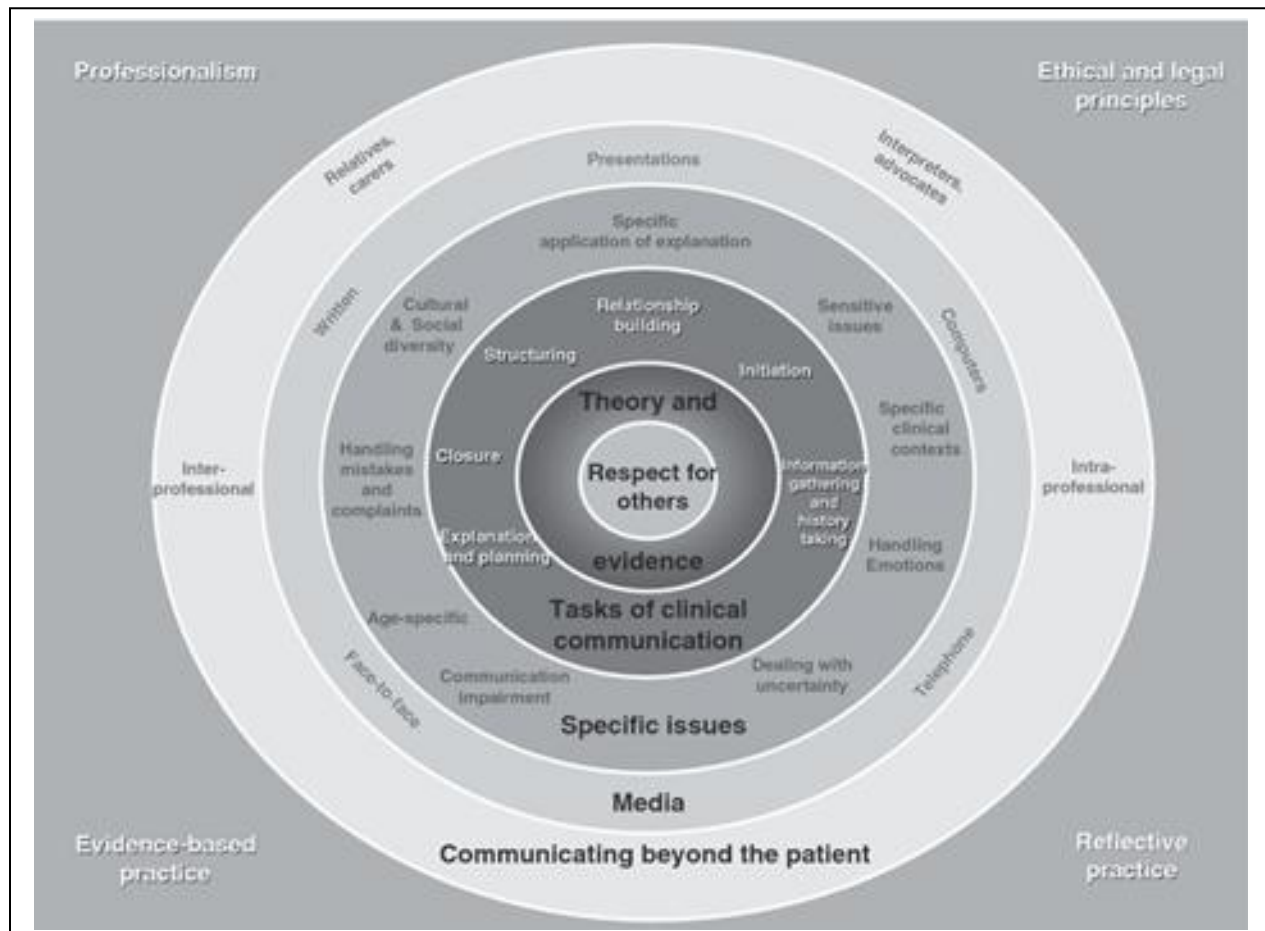 Professionalism
Ethical and legal
principles
Relatives,
carers
Interpreters,
advocates
Presentations
Written
Computers
Specific
application of explanation
Cultural
& Social
diversity
Sensitive
issues
Relationship
building
Structuring
Initiation
Theory and
Specific
clinical
contexts
Handling
mistakes
and
complaints
Closure
Respect for
others
Information
gathering
and
history
taking
Inter-
professional
Intra-
professional
Explanation
and planning
evidence
Handling
Emotions
Tasks of clinical
communication
Age-specific
Communication
Impairment
Dealing with
uncertainty
Face-to-face
Telephone
Specific issues
Media
Communicating beyond the patient
Evidence-based
practice
Reflective
practice